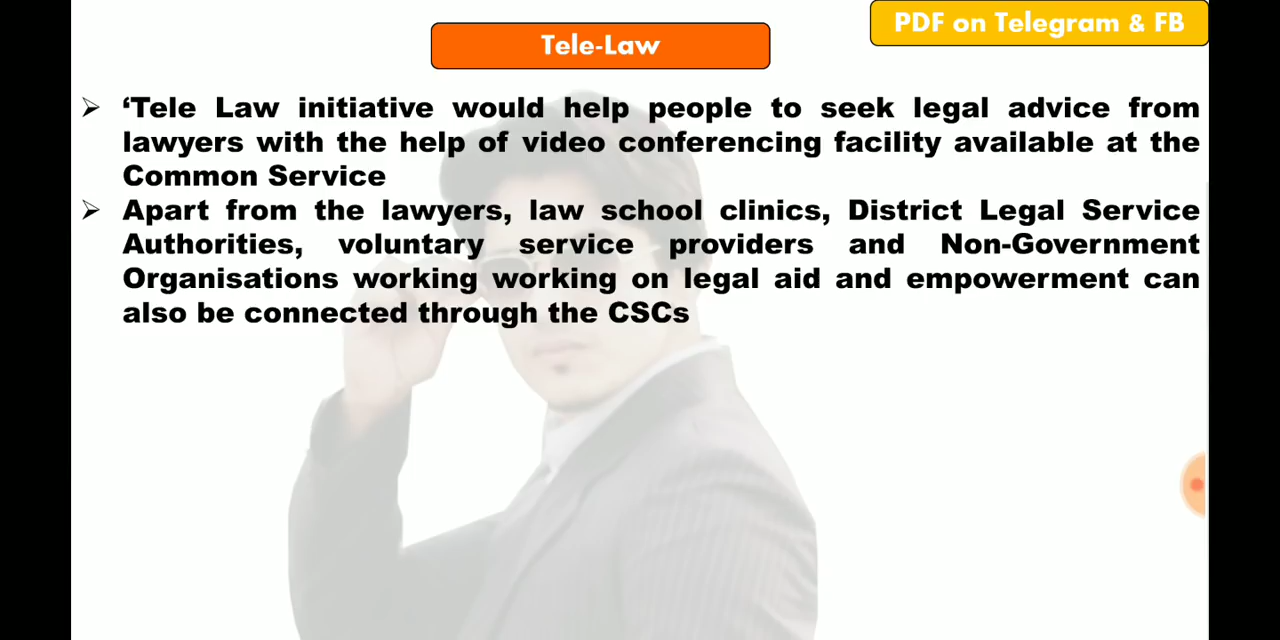 PDF on Telegram & FB
Tele-Law
‘Tele Law initiative would help people to seek legal advice from
lawyers with the help of video conferencing facility available at the
Common Service
Apart from the lawyers, law school clinics, District Legal Service
Authorities, voluntary service providers and Non-Government
Organisations working working on legal aid and empowerment can
also be connected through the CSCs